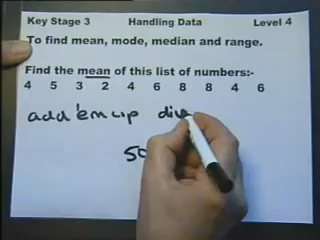 Key Stage 3 Handling Data Level 4
To find mean, mode, median and range.
Find the mean of this list of numbers:-
4 5 3 2 4 6 8 8 4 6
add 'em up div
50